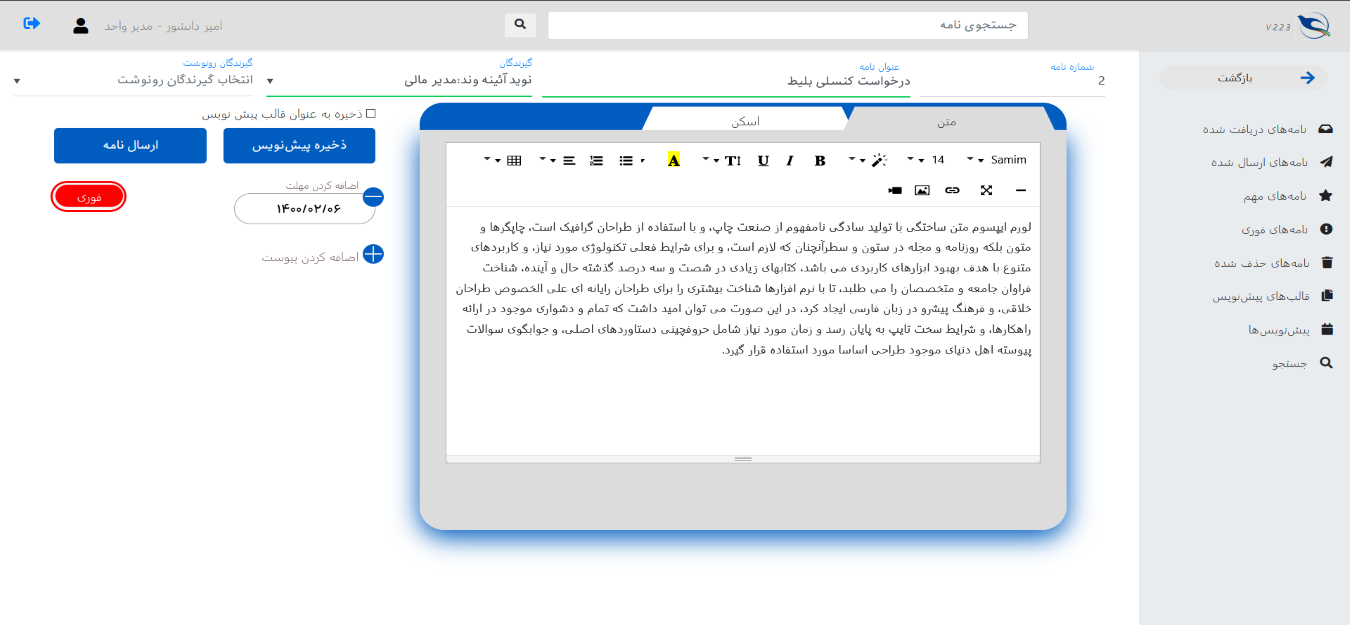 V 2.2.3
جستجوی نامه
امیر دانشور - مدیر واحد
بازگشت
نامه‌های دریافت شده
نامه‌های ارسال شده
نامه‌های مهم
نامه‌های فوری
نامه‌های حذف شده
قالب‌های پیش‌نویس
پیش‌نویس‌ها
جستجو
شماره نامه
2
عنوان نامه
درخواست کنسلی بلیط
گیرندگان
نوید آئینه وند:مدیر مالی
گیرندگان رونوشت
انتخاب گیرندگان رونوشت
متن
اسکن
Samim
14
B
I
U
TI
A
لورم ایپسوم متن ساختگی با تولید سادگی نامفهوم از صنعت چاپ، و با استفاده از طراحان گرافیک است، چاپگرها و
متون بلکه روزنامه و مجله در ستون و سطرآنچنان که لازم است، و برای شرایط فعلی تکنولوژی مورد نیاز، و کاربردهای
متنوع با هدف بهبود ابزارهای کاربردی می باشد، کتابهای زیادی در شصت و سه درصد گذشته حال و آینده، شناخت
فراوان جامعه و متخصصان را می طلبد، تا با نرم افزارها شناخت بیشتری را برای طراحان رایانه ای علی الخصوص طراحان
خلاقی، و فرهنگ پیشرو در زبان فارسی ایجاد کرد، در این صورت می توان امید داشت که تمام و دشواری موجود در ارائه
راهکارها، و شرایط سخت تایپ به پایان رسد و زمان مورد نیاز شامل حروفچینی دستاوردهای اصلی، و جوابگوی سوالات
پیوسته اهل دنیای موجود طراحی اساسا مورد استفاده قرار گیرد.
ذخیره به عنوان قالب پیش نویس
ذخیره پیش‌نویس
ارسال نامه
اضافه کردن مهلت
۱۴۰۰/۰۲/۰۶
فوری
اضافه کردن پیوست